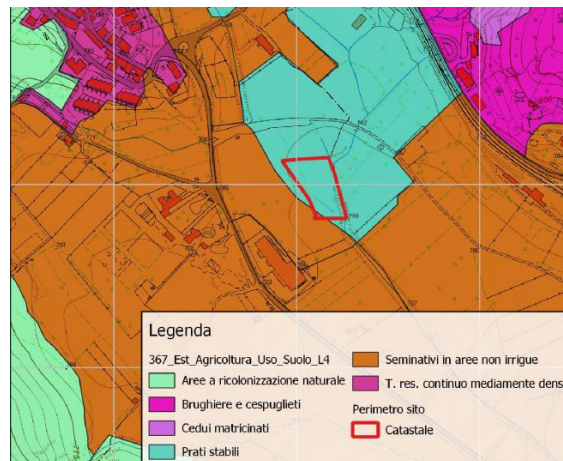 Legenda
367_Est_Agricoltura_Uso_Suolo_L4
Aree a ricolonizzazione naturale
Brughiere e cespuglieti
Cedui matricinati
Prati stabili
Seminativi in aree non irrigue
T. res. continuo mediamente dens
Perimetro sito
Catastale